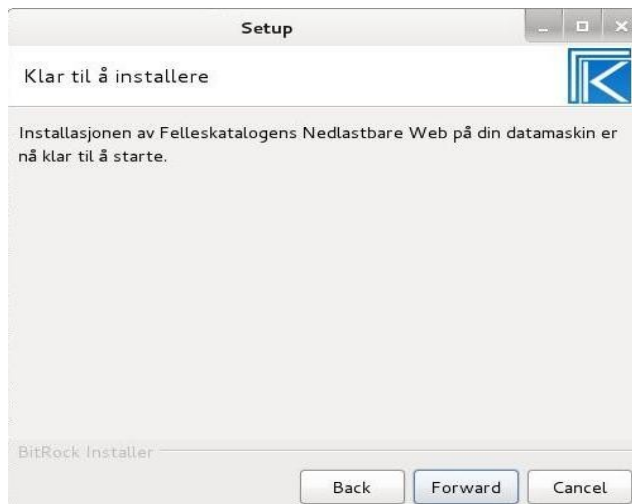 Setup
Klar til å installere
Installasjonen av Felleskatalogens Nedlastbare Web på din datamaskin er
nå klar til å starte.
BitRock Installer
Back
Forward
Cancel